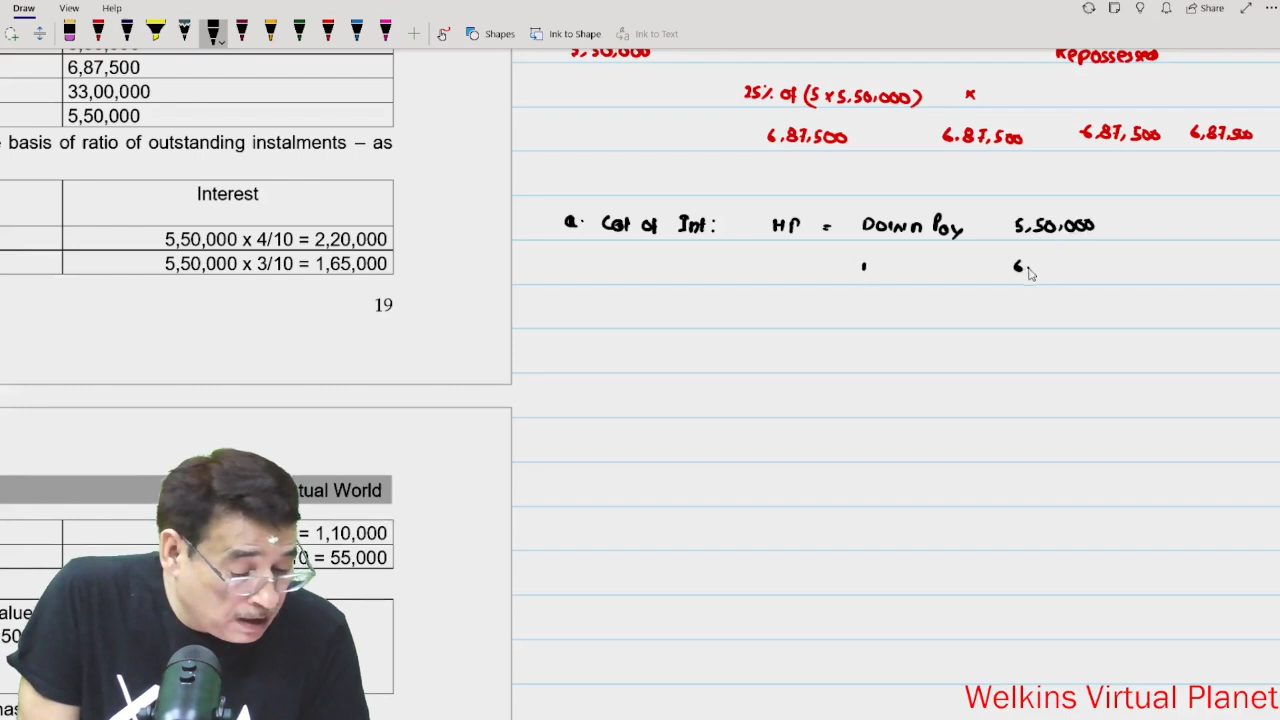 Draw View Help
Shapes Ink to Shape Ink to Text Share
6,87,500
33,00,000
5,50,000
basis of ratio of outstanding instalments – as
Interest
5,50,000 x 4/10 = 2,20,000
5,50,000 x 3/10 = 1,65,000
19
tual World
= 1,10,000
0 = 55,000
5,50,000
Repossessed
25% of (5 x 5,50,000) x
6,87,500 6,87,500 6,87,500 6,87,500
a. Cal of Int: HP = Down Pay 5,50,000
1 6.
Welkins Virtual Planet